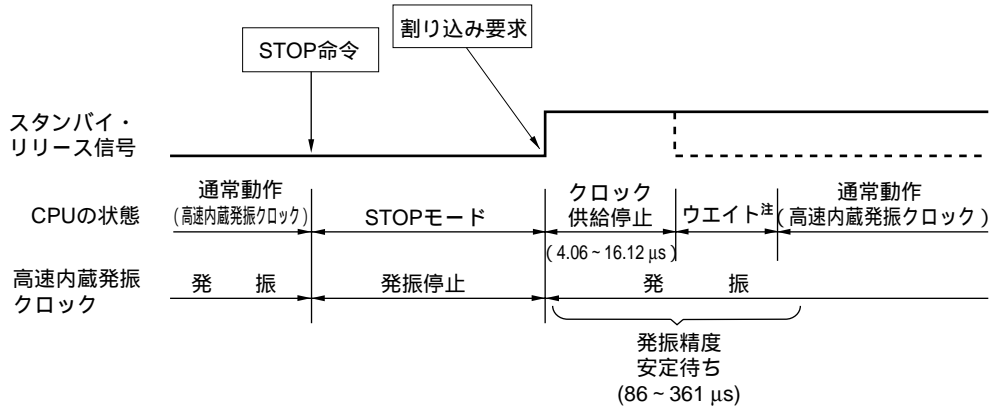 割り込み要求
STOP命令
スタンバイ・
リリース信号
通常動作
(高速内蔵発振クロック)
クロック
供給停止
通常動作
(高速内蔵発振クロック)
CPUの状態
STOPモード
ウエイト注
(4.06～16.12 μs)
高速内蔵発振
クロック
発 振
発振停止
発 振
発振精度
安定待ち
(86～361 μs)